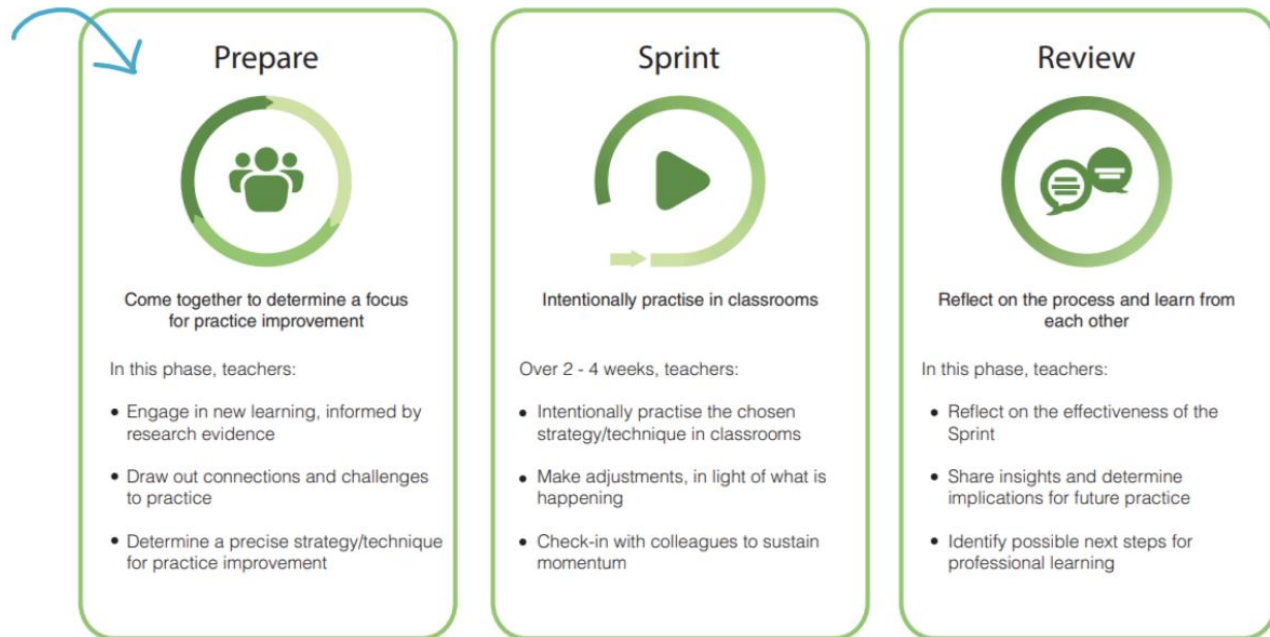 Prepare
Come together to determine a focus
for practice improvement
In this phase, teachers:
• Engage in new learning, informed by
research evidence
• Draw out connections and challenges
to practice
• Determine a precise strategy/technique
for practice improvement
Sprint
Intentionally practise in classrooms
Over 2 - 4 weeks, teachers:
• Intentionally practise the chosen
strategy/technique in classrooms
• Make adjustments, in light of what is
happening
• Check-in with colleagues to sustain
momentum
Review
Reflect on the process and learn from
each other
In this phase, teachers:
• Reflect on the effectiveness of the
Sprint
• Share insights and determine
implications for future practice
• Identify possible next steps for
professional learning